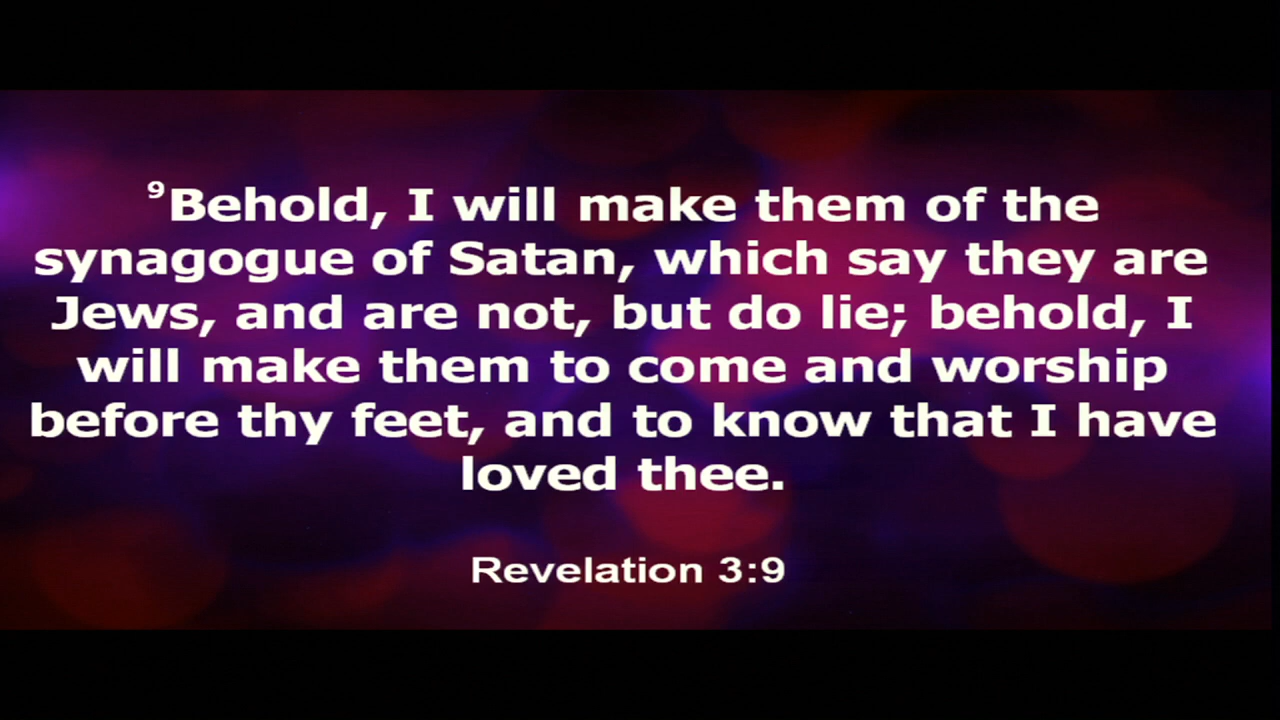 ⁹Behold, I will make them of the
synagogue of Satan, which say they are
Jews, and are not, but do lie; behold, I
will make them to come and worship
before thy feet, and to know that I have
loved thee.
Revelation 3:9